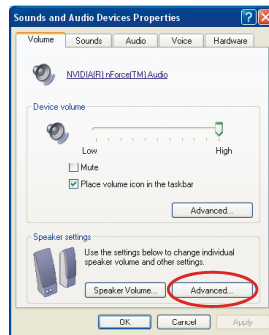 Sounds and Audio Devices Properties
Volume Sounds Audio Voice Hardware
NVIDIA(R) nForce(TM) Audio
Device volume
Low High
Mute
Place volume icon in the taskbar
Advanced...
Speaker settings
Use the settings below to change individual
speaker volume and other settings.
Speaker Volume... Advanced...
OK Cancel Apply